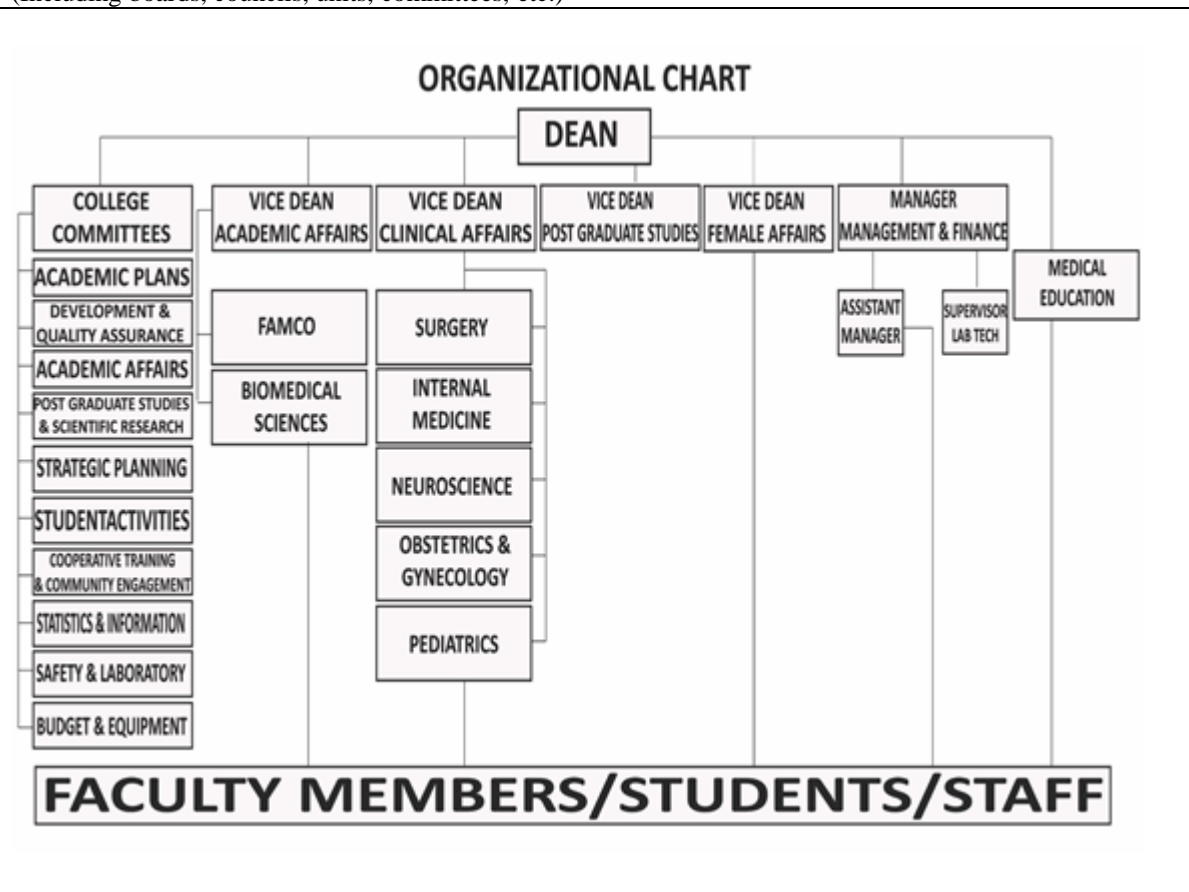 (Including boards, councils, units, committees, etc.)
ORGANIZATIONAL CHART
DEAN
COLLEGE
COMMITTEES
ACADEMIC PLANS
DEVELOPMENT &
QUALITY ASSURANCE
ACADEMIC AFFAIRS
POST GRADUATE STUDIES
& SCIENTIFIC RESEARCH
STRATEGIC PLANNING
STUDENTACTIVITIES
COOPERATIVE TRAINING
& COMMUNITY ENGAGEMENT
STATISTICS & INFORMATION
SAFETY & LABORATORY
BUDGET & EQUIPMENT
VICE DEAN
ACADEMIC AFFAIRS
FAMCO
BIOMEDICAL
SCIENCES
VICE DEAN
CLINICAL AFFAIRS
SURGERY
INTERNAL
MEDICINE
NEUROSCIENCE
OBSTETRICS &
GYNECOLOGY
PEDIATRICS
VICE DEAN
POST GRADUATE STUDIES
VICE DEAN
FEMALE AFFAIRS
MANAGER
MANAGEMENT & FINANCE
ASSISTANT
MANAGER
SUPERVISOR
LAB TECH
MEDICAL
EDUCATION
FACULTY MEMBERS/STUDENTS/STAFF